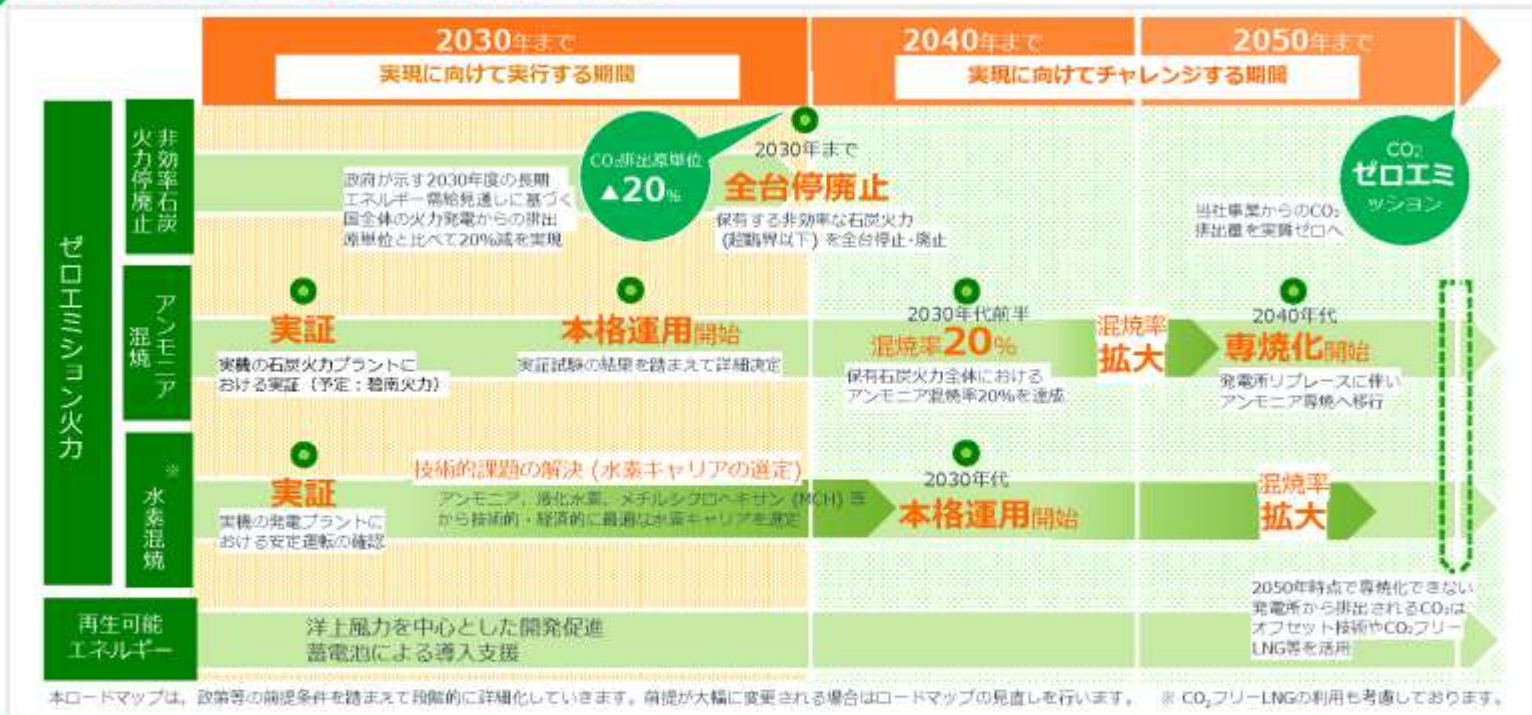 2030年まで
実現に向けて実行する期間
2040年まで
2050年まで
実現に向けてチャレンジする期間
ゼロエミション火力
非効率石炭
火力停廃止
政府が示す2030年度の長期
エネルギー需給見通しに基づく
国全体の火力発電からの排出
原単位と比べて20%減を実現
CO₂排出原単位
▲20%
2030年まで
全台停廃止
保有する非効率な石炭火力
(超臨界以下)を全台停止・廃止
当社事業からのCO₂
排出量を実質ゼロへ
CO₂
ゼロエミ
ッション
アンモニア
混焼
実証
実機の石炭火力プラントに
おける実証(予定:碧南火力)
本格運用開始
実証試験の結果を踏まえて詳細決定
2030年代前半
混焼率20%
保有石炭火力全体における
アンモニア混焼率20%を達成
混焼率
拡大
2040年代
専焼化開始
発電所リプレースに伴い
アンモニア専焼へ移行
※
水素混焼
実証
実機の発電プラントに
おける安定運転の確認
技術的課題の解決 (水素キャリアの選定)
アンモニア、液化水素、メチルシクロヘキサン (MCH) 等
から技術的・経済的に最適な水素キャリアを選定
2030年代
本格運用開始
混焼率
拡大
再生可能
エネルギー
洋上風力を中心とした開発促進
蓄電池による導入支援
2050年時点で専焼化できない
発電所から排出されるCO₂は
オフセット技術やCO₂フリー
LNG等を活用
本ロードマップは、政策等の前提条件を踏まえて段階的に詳細化していきます。前提が大幅に変更される場合はロードマップの見直しを行います。 ※ CO₂フリーLNGの利用も考慮しております。